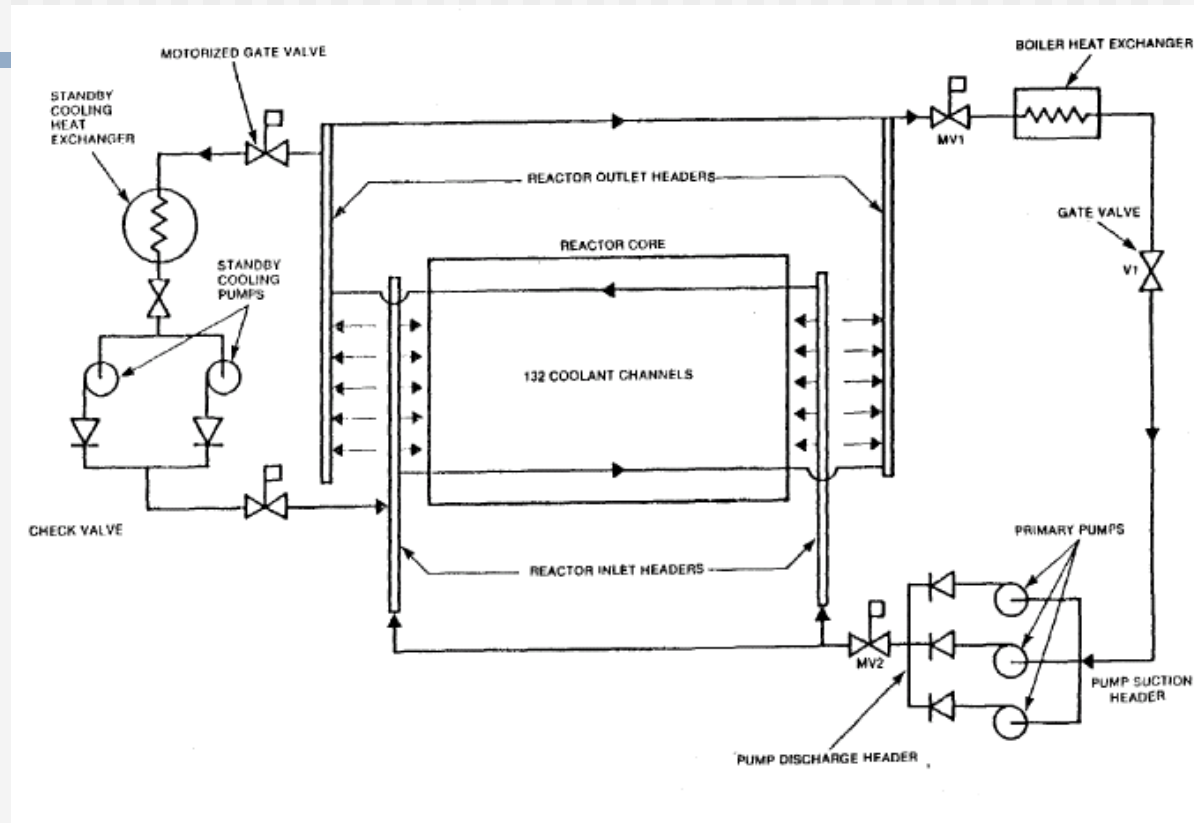 MOTORIZED GATE VALVE
BOILER HEAT EXCHANGER
STANDBY
COOLING
HEAT
EXCHANGER
MV1
REACTOR OUTLET HEADERS
GATE VALVE
REACTOR CORE
STANDBY
COOLING
PUMPS
V1
132 COOLANT CHANNELS
CHECK VALVE
PRIMARY PUMPS
REACTOR INLET HEADERS
MV2
PUMP SUCTION
HEADER
PUMP DISCHARGE HEADER